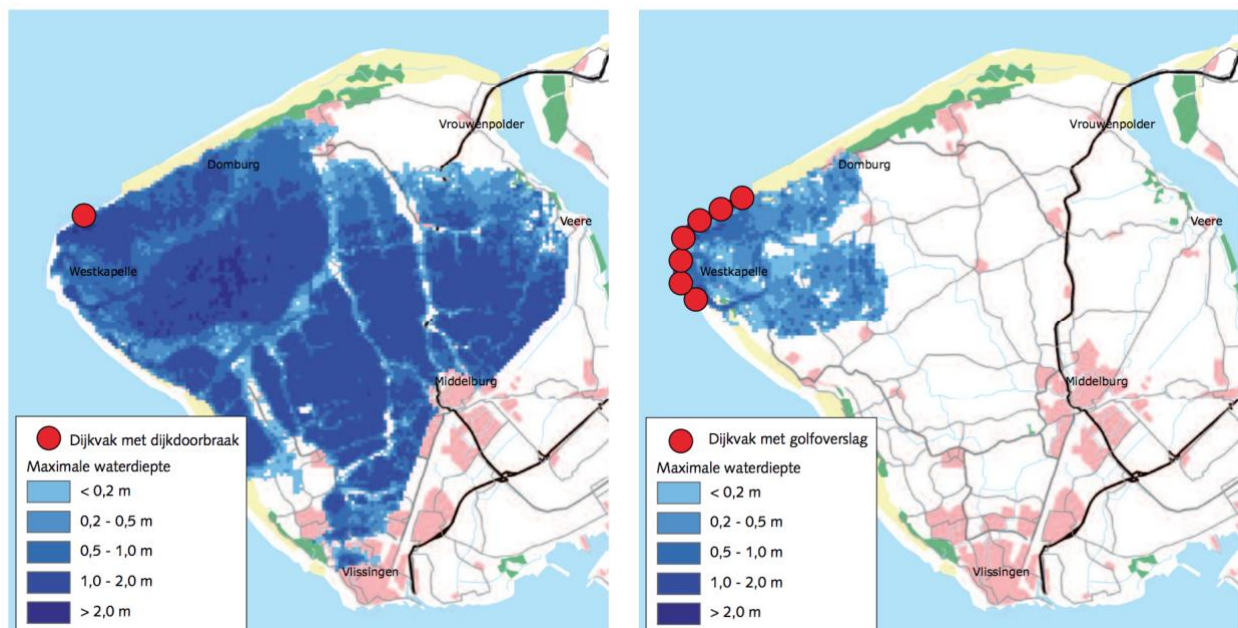 Vrouwenpolder
Domburg
Veere
Westkapelle
Middelburg
Vlissingen
Dijkvak met dijkdoorbraak
Maximale waterdiepte
< 0,2 m
0,2 - 0,5 m
0,5 - 1,0 m
1,0 - 2,0 m
> 2,0 m
Vrouwenpolder
Domburg
Veere
Westkapelle
Middelburg
Vlissingen
Dijkvak met golfoverslag
Maximale waterdiepte
< 0,2 m
0,2 - 0,5 m
0,5 - 1,0 m
1,0 - 2,0 m
> 2,0 m